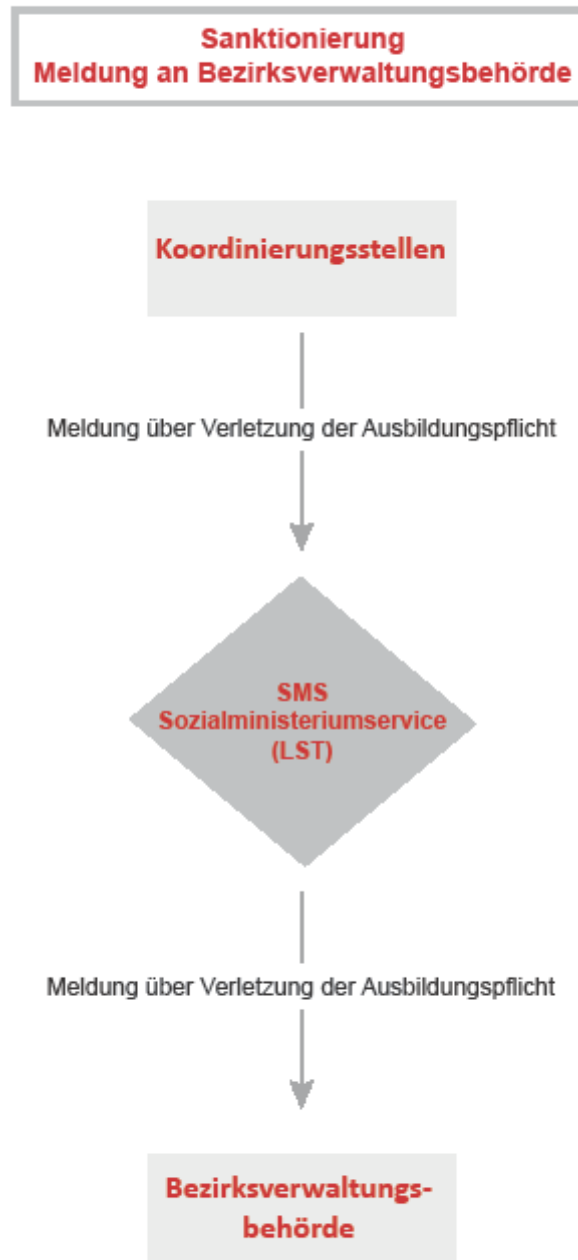 Sanktionierung
Meldung an Bezirksverwaltungsbehörde
Koordinierungsstellen
Meldung über Verletzung der Ausbildungspflicht
SMS
Sozialministeriumservice
(LST)
Meldung über Verletzung der Ausbildungspflicht
Bezirksverwaltungs-
behörde